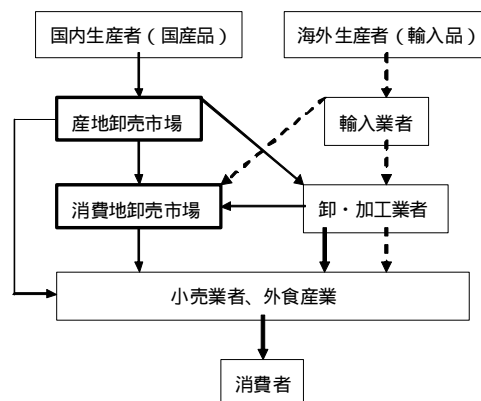 国内生産者（国産品）
海外生産者（輸入品）
産地卸売市場
輸入業者
消費地卸売市場
卸・加工業者
小売業者、外食産業
消費者